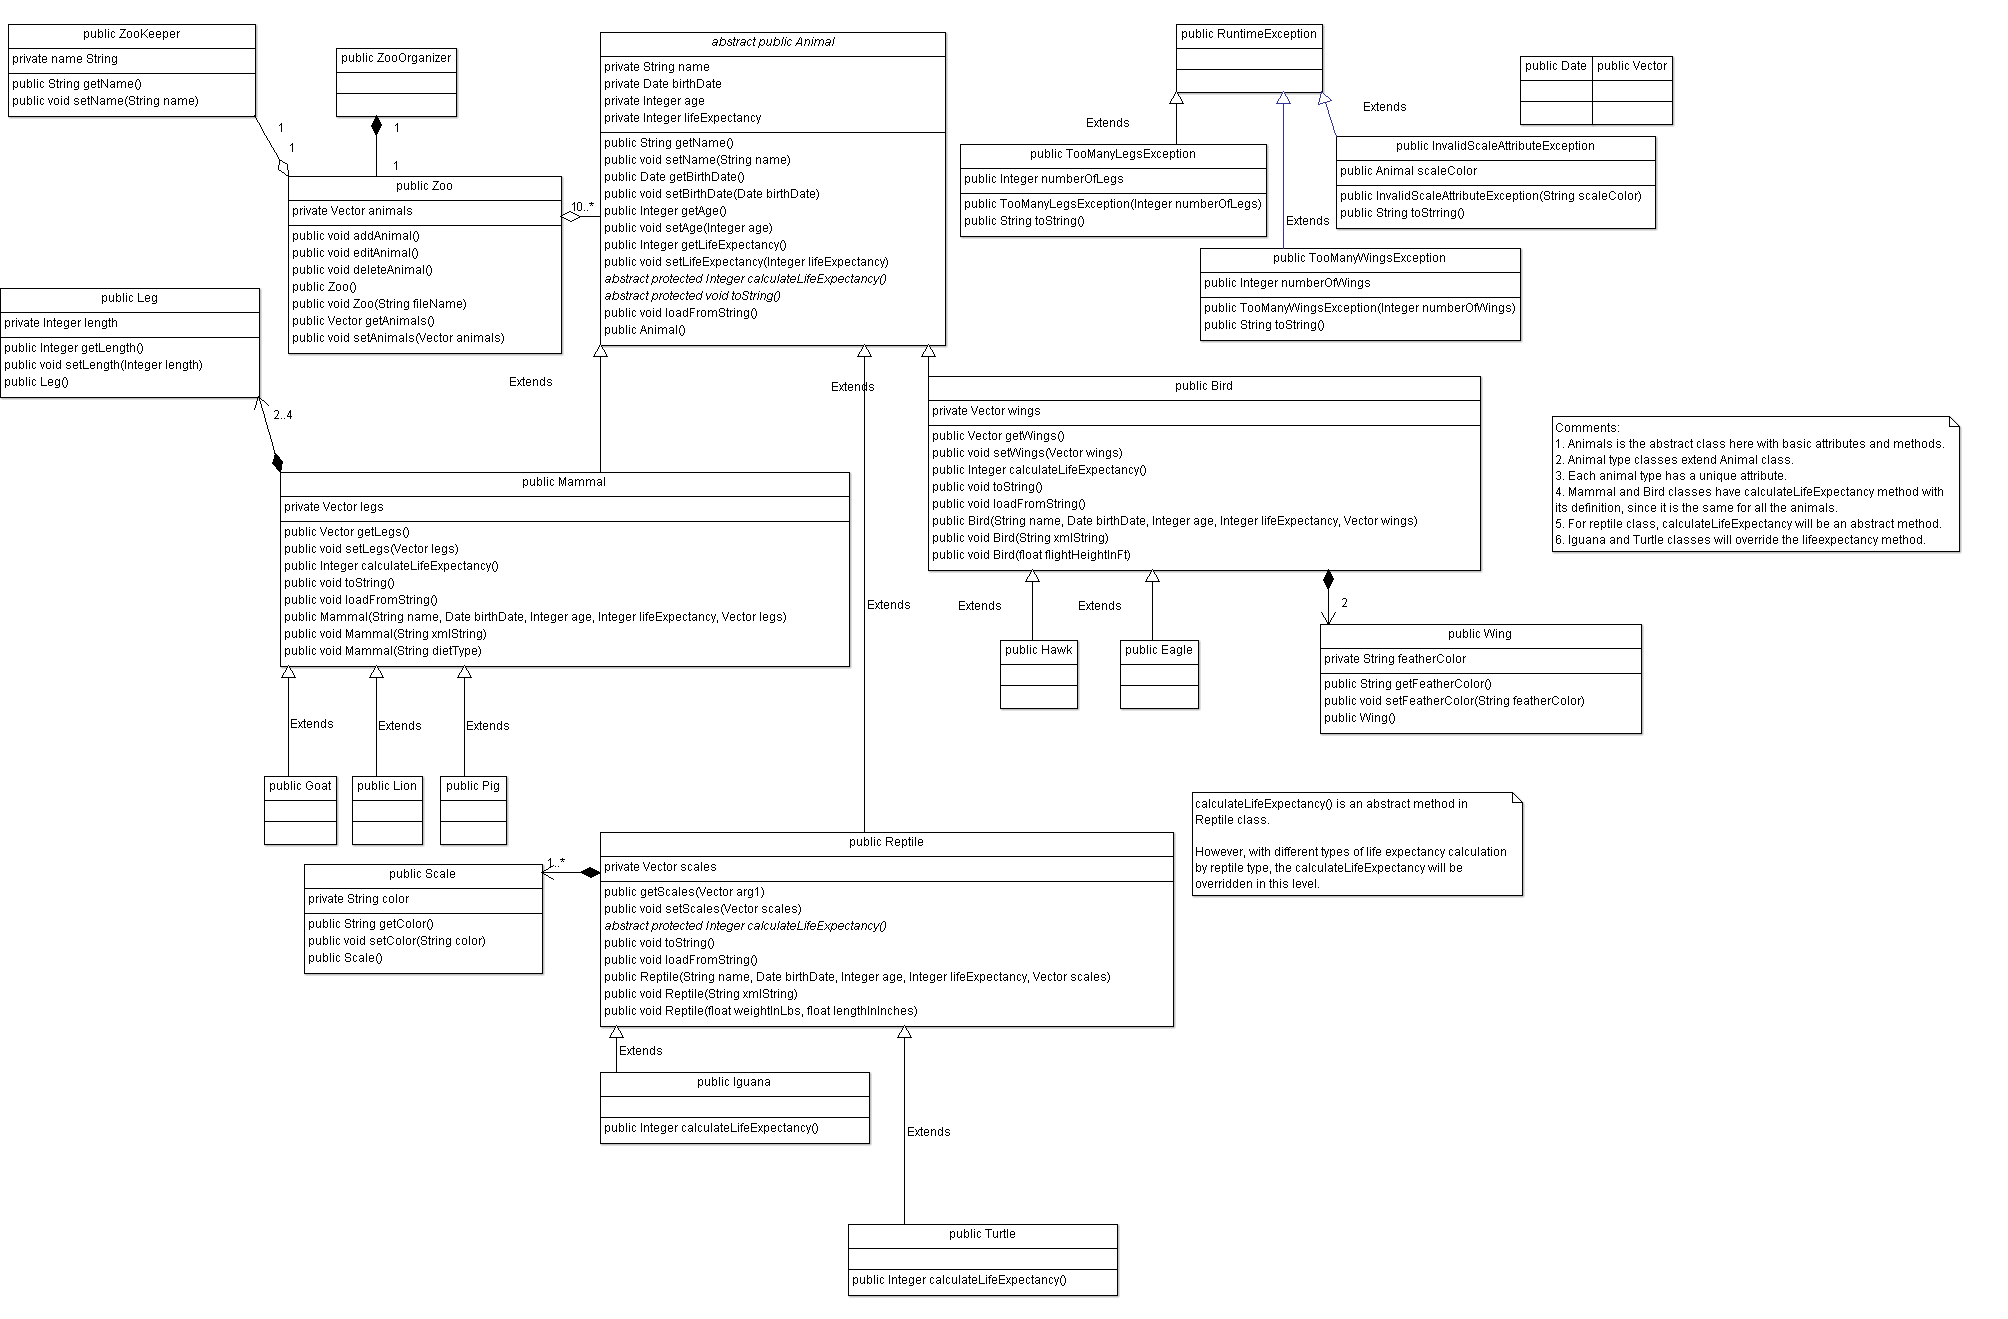 public ZooKeeper
private name String
public String getName()
public void setName(String name)
public ZooOrganizer
1
1
1
1
public Zoo
private Vector animals
public void addAnimal()
public void editAnimal()
public void deleteAnimal()
public Zoo()
public void Zoo(String fileName)
public Vector getAnimals()
public void setAnimals(Vector animals)
10..*
abstract public Animal
private String name
private Date birthDate
private Integer age
private Integer lifeExpectancy
public String getName()
public void setName(String name)
public Date getBirthDate()
public void setBirthDate(Date birthDate)
public Integer getAge()
public void setAge(Integer age)
public Integer getLifeExpectancy()
public void setLifeExpectancy(Integer lifeExpectancy)
abstract protected Integer calculateLifeExpectancy()
abstract protected void toString()
public void loadFromString()
public Animal()
public RuntimeException
Extends
Extends
Extends
public Date
public Vector
public TooManyLegsException
public Integer numberOfLegs
public TooManyLegsException(Integer numberOfLegs)
public String toString()
public InvalidScaleAttributeException
public Animal scaleColor
public InvalidScaleAttributeException(String scaleColor)
public String toStrring()
public TooManyWingsException
public Integer numberOfWings
public TooManyWingsException(Integer numberOfWings)
public String toString()
public Leg
private Integer length
public Integer getLength()
public void setLength(Integer length)
public Leg()
2..4
Extends
Extends
public Bird
private Vector wings
public Vector getWings()
public void setWings(Vector wings)
public Integer calculateLifeExpectancy()
public void toString()
public void loadFromString()
public Bird(String name, Date birthDate, Integer age, Integer lifeExpectancy, Vector wings)
public void Bird(String xmlString)
public void Bird(float flightHeightInFt)
Comments:
1. Animals is the abstract class here with basic attributes and methods.
2. Animal type classes extend Animal class.
3. Each animal type has a unique attribute.
4. Mammal and Bird classes have calculateLifeExpectancy method with
its definition, since it is the same for all the animals.
5. For reptile class, calculateLifeExpectancy will be an abstract method.
6. Iguana and Turtle classes will override the lifeexpectancy method.
public Mammal
private Vector legs
public Vector getLegs()
public void setLegs(Vector legs)
public Integer calculateLifeExpectancy()
public void toString()
public void loadFromString()
public Mammal(String name, Date birthDate, Integer age, Integer lifeExpectancy, Vector legs)
public void Mammal(String xmlString)
public void Mammal(String dietType)
Extends
Extends
Extends
2
public Hawk
public Eagle
public Wing
private String featherColor
public String getFeatherColor()
public void setFeatherColor(String featherColor)
public Wing()
Extends
Extends
Extends
public Goat
public Lion
public Pig
calculateLifeExpectancy() is an abstract method in
Reptile class.
However, with different types of life expectancy calculation
by reptile type, the calculateLifeExpectancy will be
overridden in this level.
public Scale
private String color
public String getColor()
public void setColor(String color)
public Scale()
1..*
public Reptile
private Vector scales
public getScales(Vector arg1)
public void setScales(Vector scales)
abstract protected Integer calculateLifeExpectancy()
public void toString()
public void loadFromString()
public Reptile(String name, Date birthDate, Integer age, Integer lifeExpectancy, Vector scales)
public void Reptile(String xmlString)
public void Reptile(float weightInLbs, float lengthInInches)
Extends
public Iguana
public Integer calculateLifeExpectancy()
Extends
public Turtle
public Integer calculateLifeExpectancy()